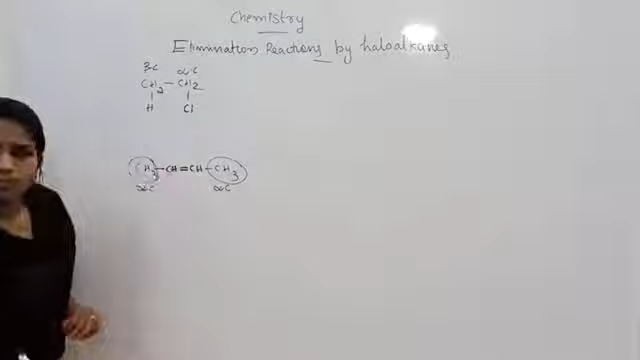 Chemistry
Elimination Reactions by haloalkanes
βC αC
CH2 - CH2
H Cl
CH3 - CH = CH - CH3
αC αC